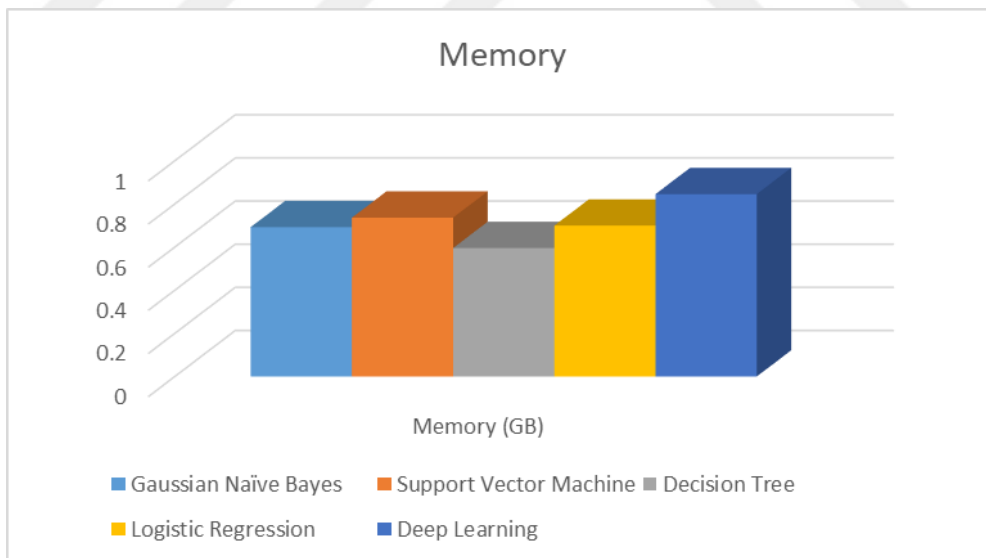 Memory
1
0.8
0.6
0.4
0.2
0
Memory (GB)
Gaussian Naïve Bayes Support Vector Machine Decision Tree
Logistic Regression Deep Learning